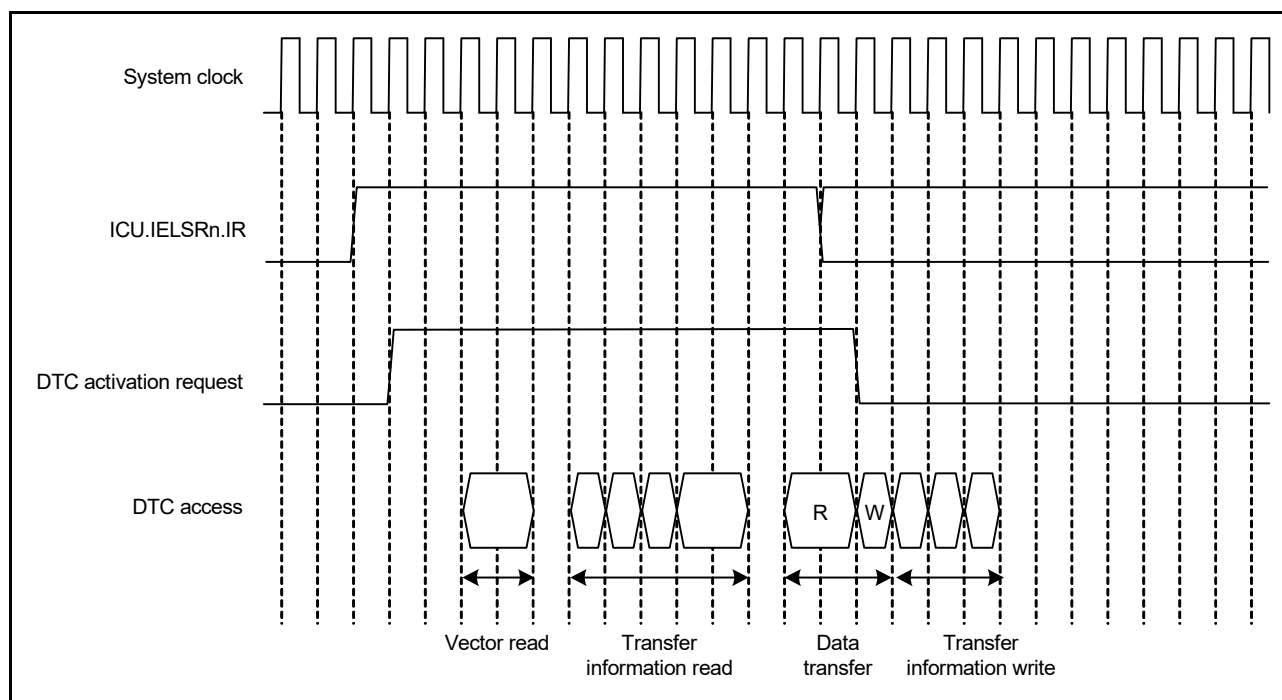 System clock
ICU.IELSRn.IR
DTC activation request
DTC access
R
W
Vector read
Transfer
information read
Data
transfer
Transfer
information write